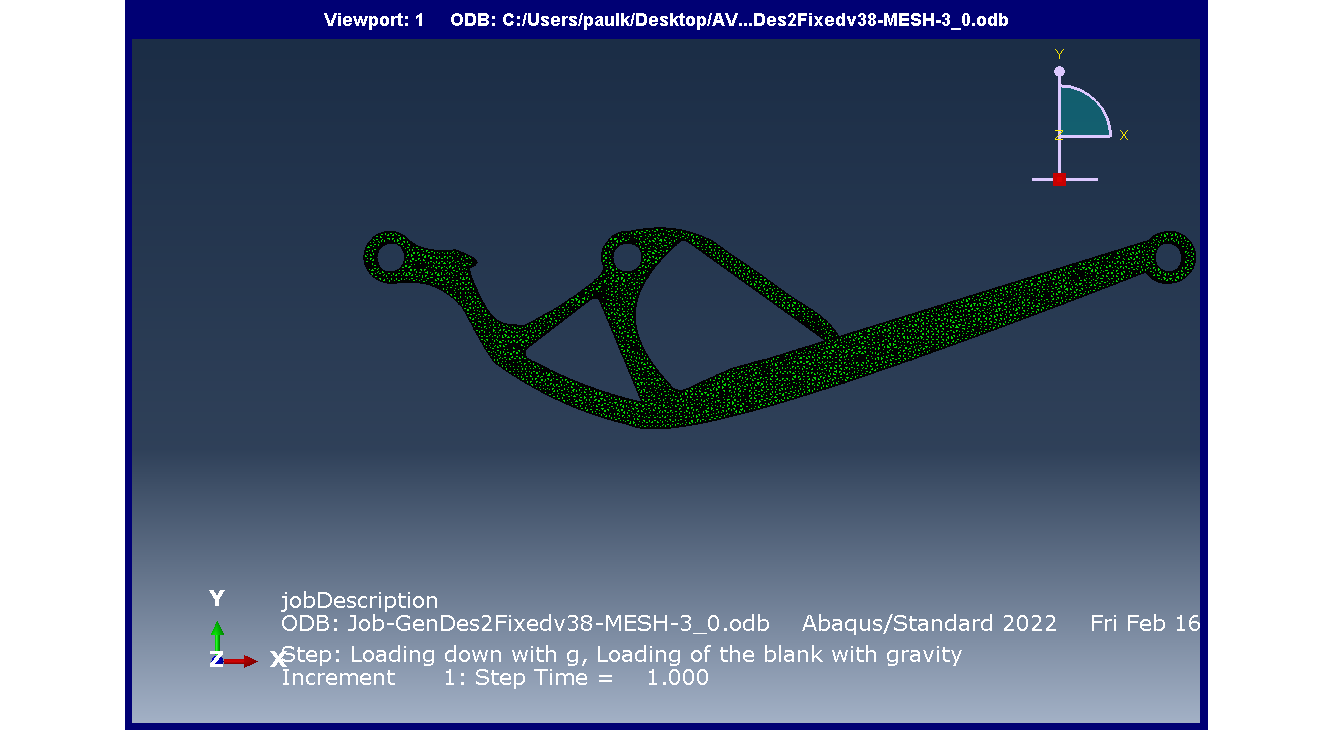 Viewport: 1 ODB: C:/Users/paulk/Desktop/AV...Des2Fixedv38-MESH-3_0.odb
Y
Z X
jobDescription
ODB: Job-GenDes2Fixedv38-MESH-3_0.odb Abaqus/Standard 2022 Fri Feb 16
Step: Loading down with g, Loading of the blank with gravity
Increment 1: Step Time = 1.000
Y
Z X